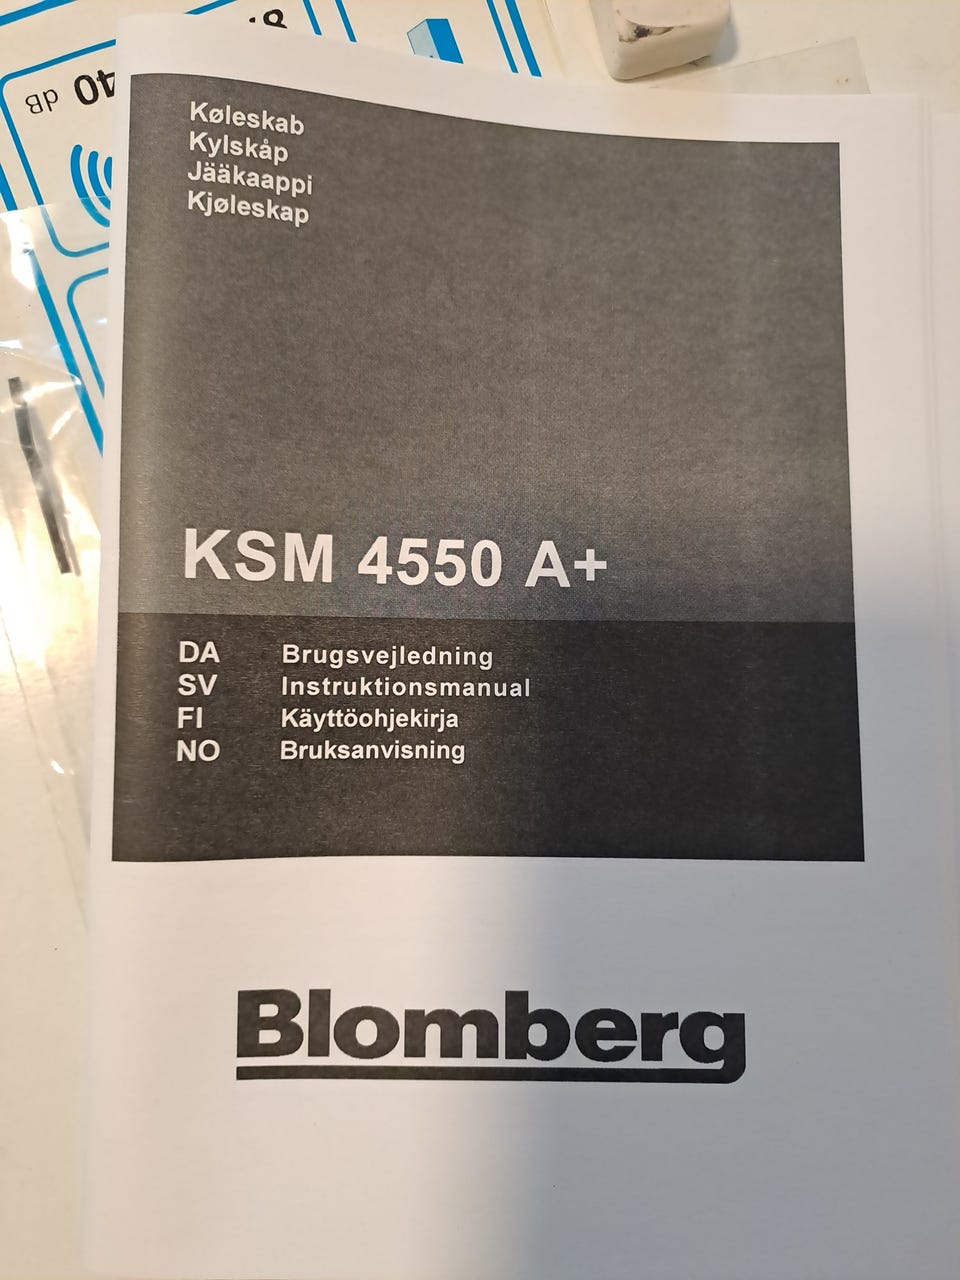 40
dB
Køleskab
Kylskåp
Jääkaappi
Kjøleskap
KSM 4550 A+
DA Brugsvejledning
SV Instruktionsmanual
FI Käyttöohjekirja
NO Bruksanvisning
Blomberg